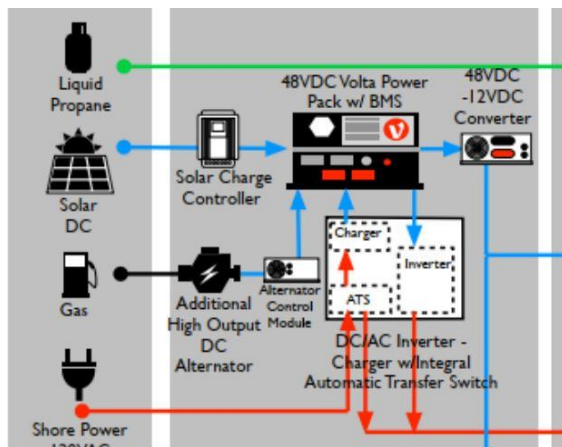 Liquid
Propane
48VDC Volta Power
Pack w/ BMS
48VDC
-12VDC
Converter
Solar Charge
Controller
Solar
DC
Charger
Inverter
Gas
Additional
High Output
DC
Alternator
Alternator
Control
Module
ATS
DC/AC Inverter -
Charger w/Integral
Automatic Transfer Switch
Shore Power
120VAC